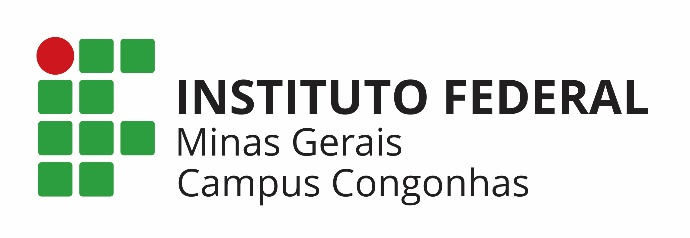 INSTITUTO FEDERAL
Minas Gerais
Campus Congonhas